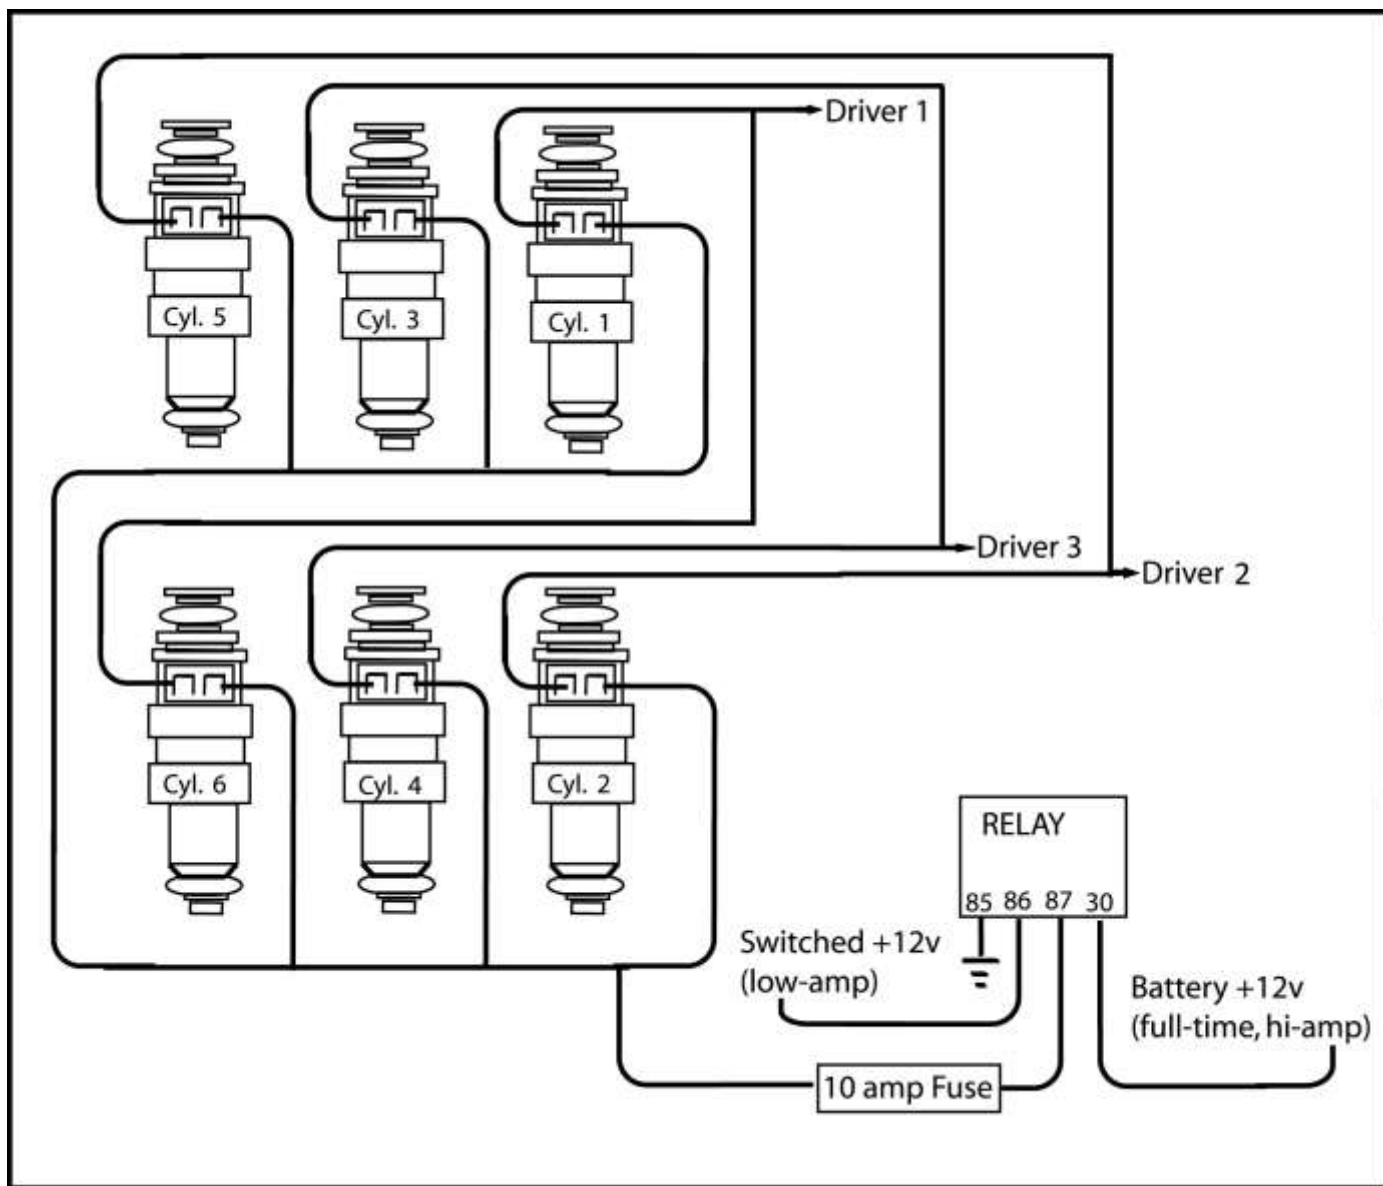 Driver 1
Cyl. 5
Cyl. 3
Cyl. 1
Driver 3
Driver 2
Cyl. 6
Cyl. 4
Cyl. 2
RELAY
85 86 87 30
Switched +12v
(low-amp)
Battery +12v
(full-time, hi-amp)
10 amp Fuse